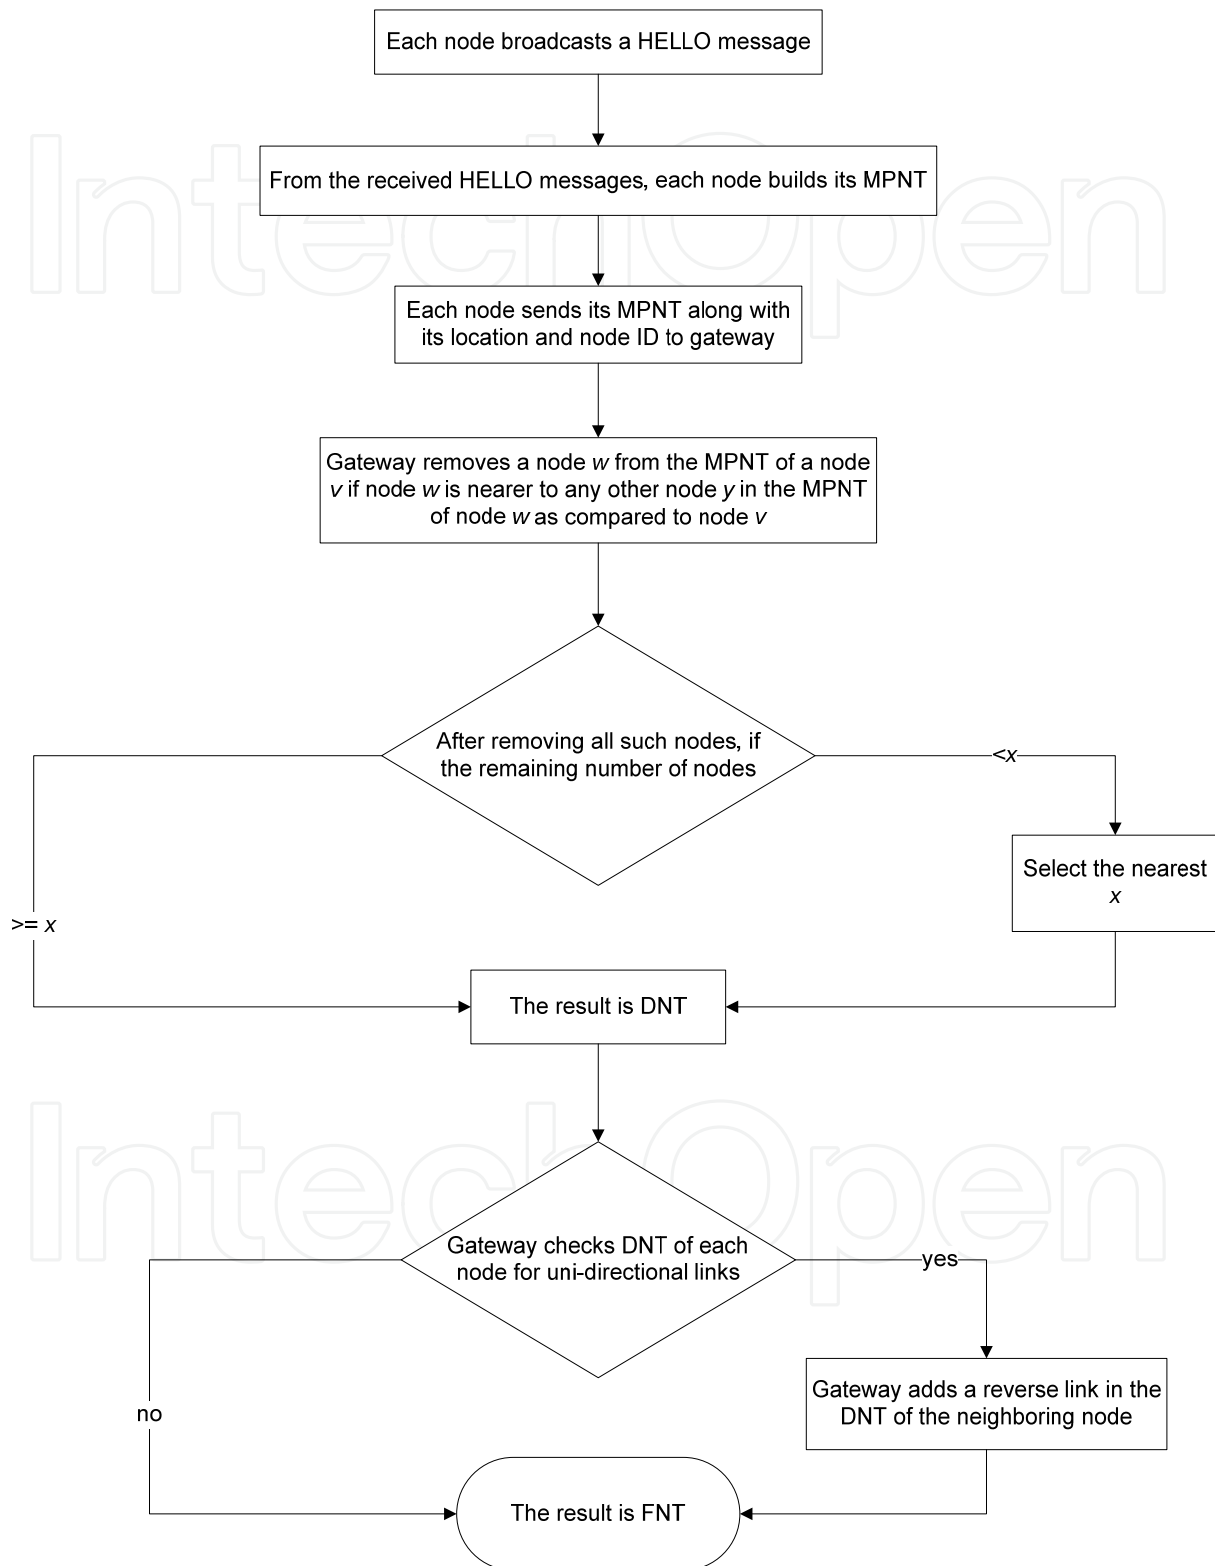 Each node broadcasts a HELLO message
From the received HELLO messages, each node builds its MPNT
Each node sends its MPNT along with
its location and node ID to gateway
Gateway removes a node w from the MPNT of a node
v if node w is nearer to any other node y in the MPNT
of node w as compared to node v
After removing all such nodes, if
the remaining number of nodes
<x
Select the nearest
x
>= x
The result is DNT
Gateway checks DNT of each
node for uni-directional links
yes
Gateway adds a reverse link in the
DNT of the neighboring node
no
The result is FNT
IntechOpen
IntechOpen